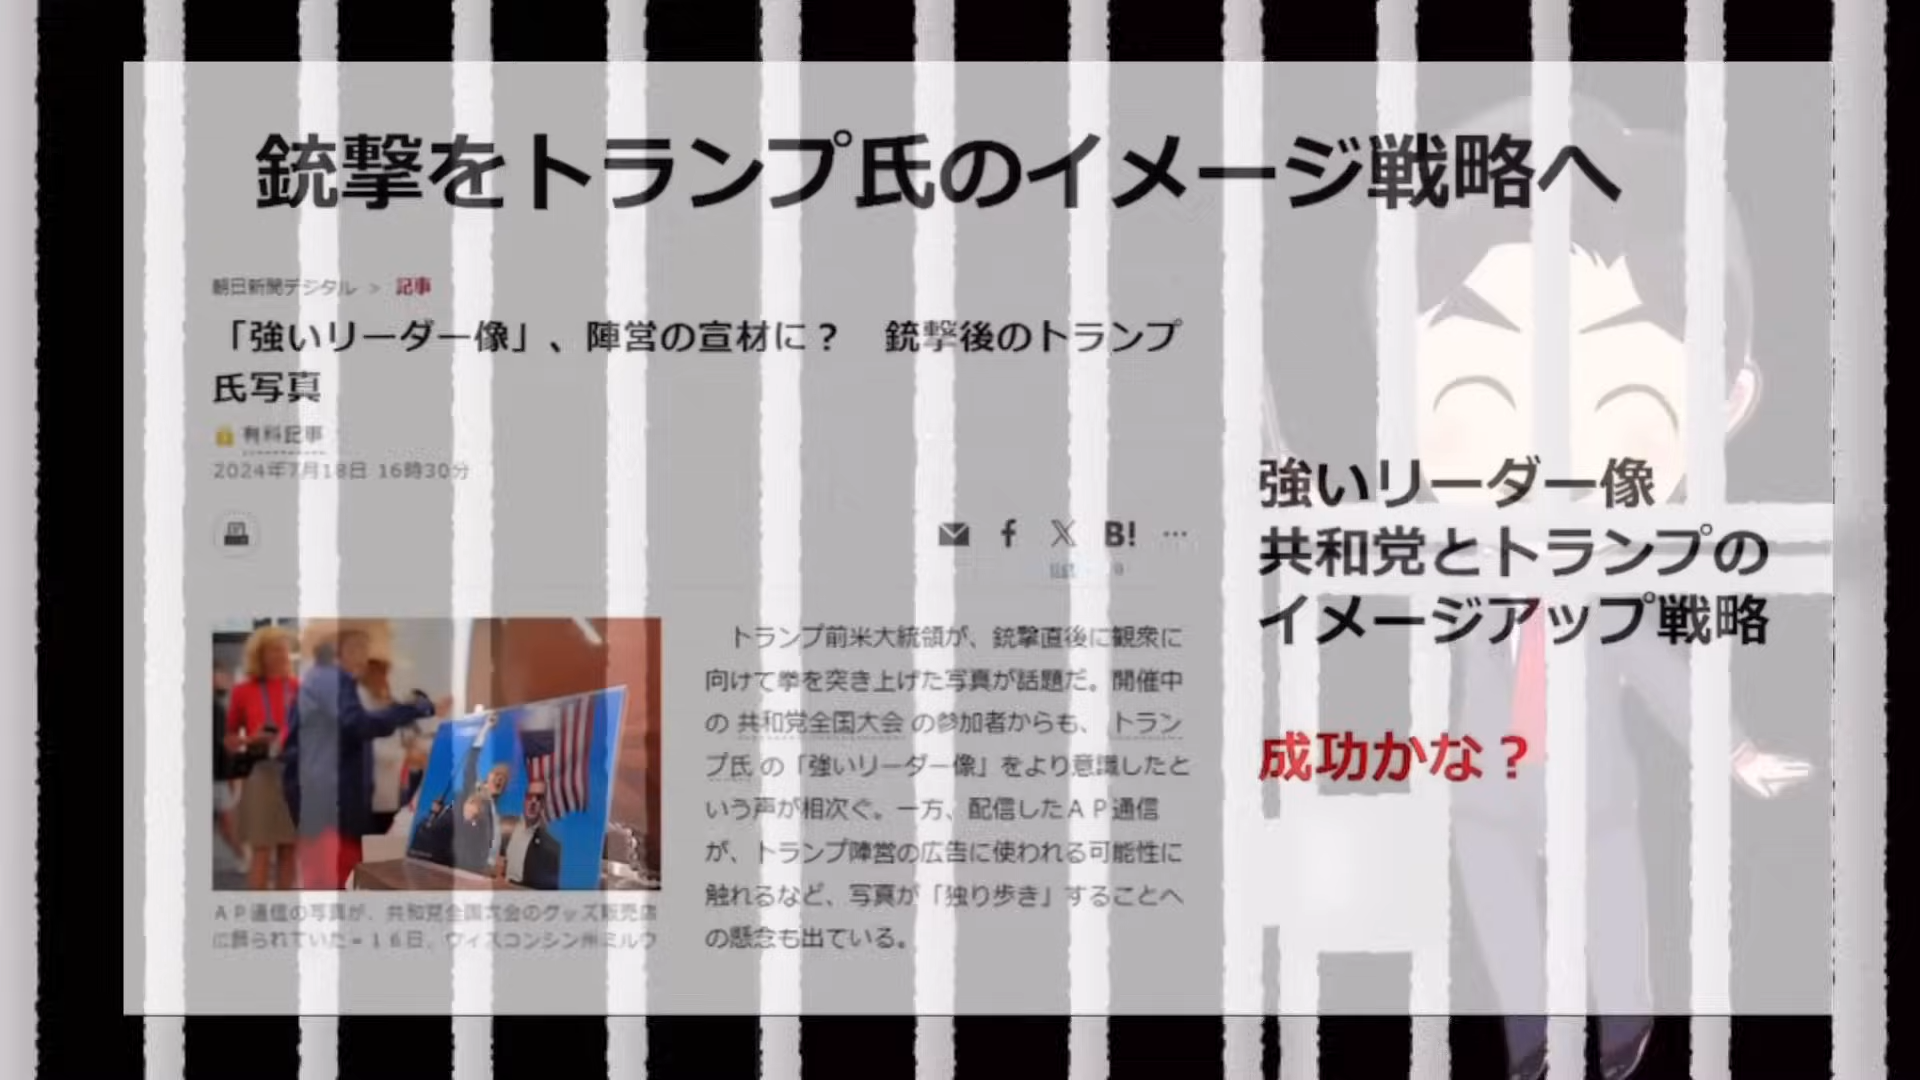 銃撃をトランプ氏のイメージ戦略へ
朝日新聞デジタル > 記事
「強いリーダー像」、陣営の宣材に？ 銃撃後のトランプ
氏写真
有料記事
2024年7月18日 16時30分
B! …
トランプ前米大統領が、銃撃直後に観衆に
向けて拳を突き上げた写真が話題だ。開催中
の 共和党全国大会 の参加者からも、 トラン
プ氏 の「強いリーダー像」をより意識したと
いう声が相次ぐ。一方、配信したＡＰ通信
が、トランプ陣営の広告に使われる可能性に
触れるなど、写真が「独り歩き」することへ
の懸念も出ている。
ＡＰ通信の写真が、共和党全国大会のグッズ販売店
に飾られていた＝１６日、ウィスコンシン州ミルウ
強いリーダー像
共和党とトランプの
イメージアップ戦略
成功かな？